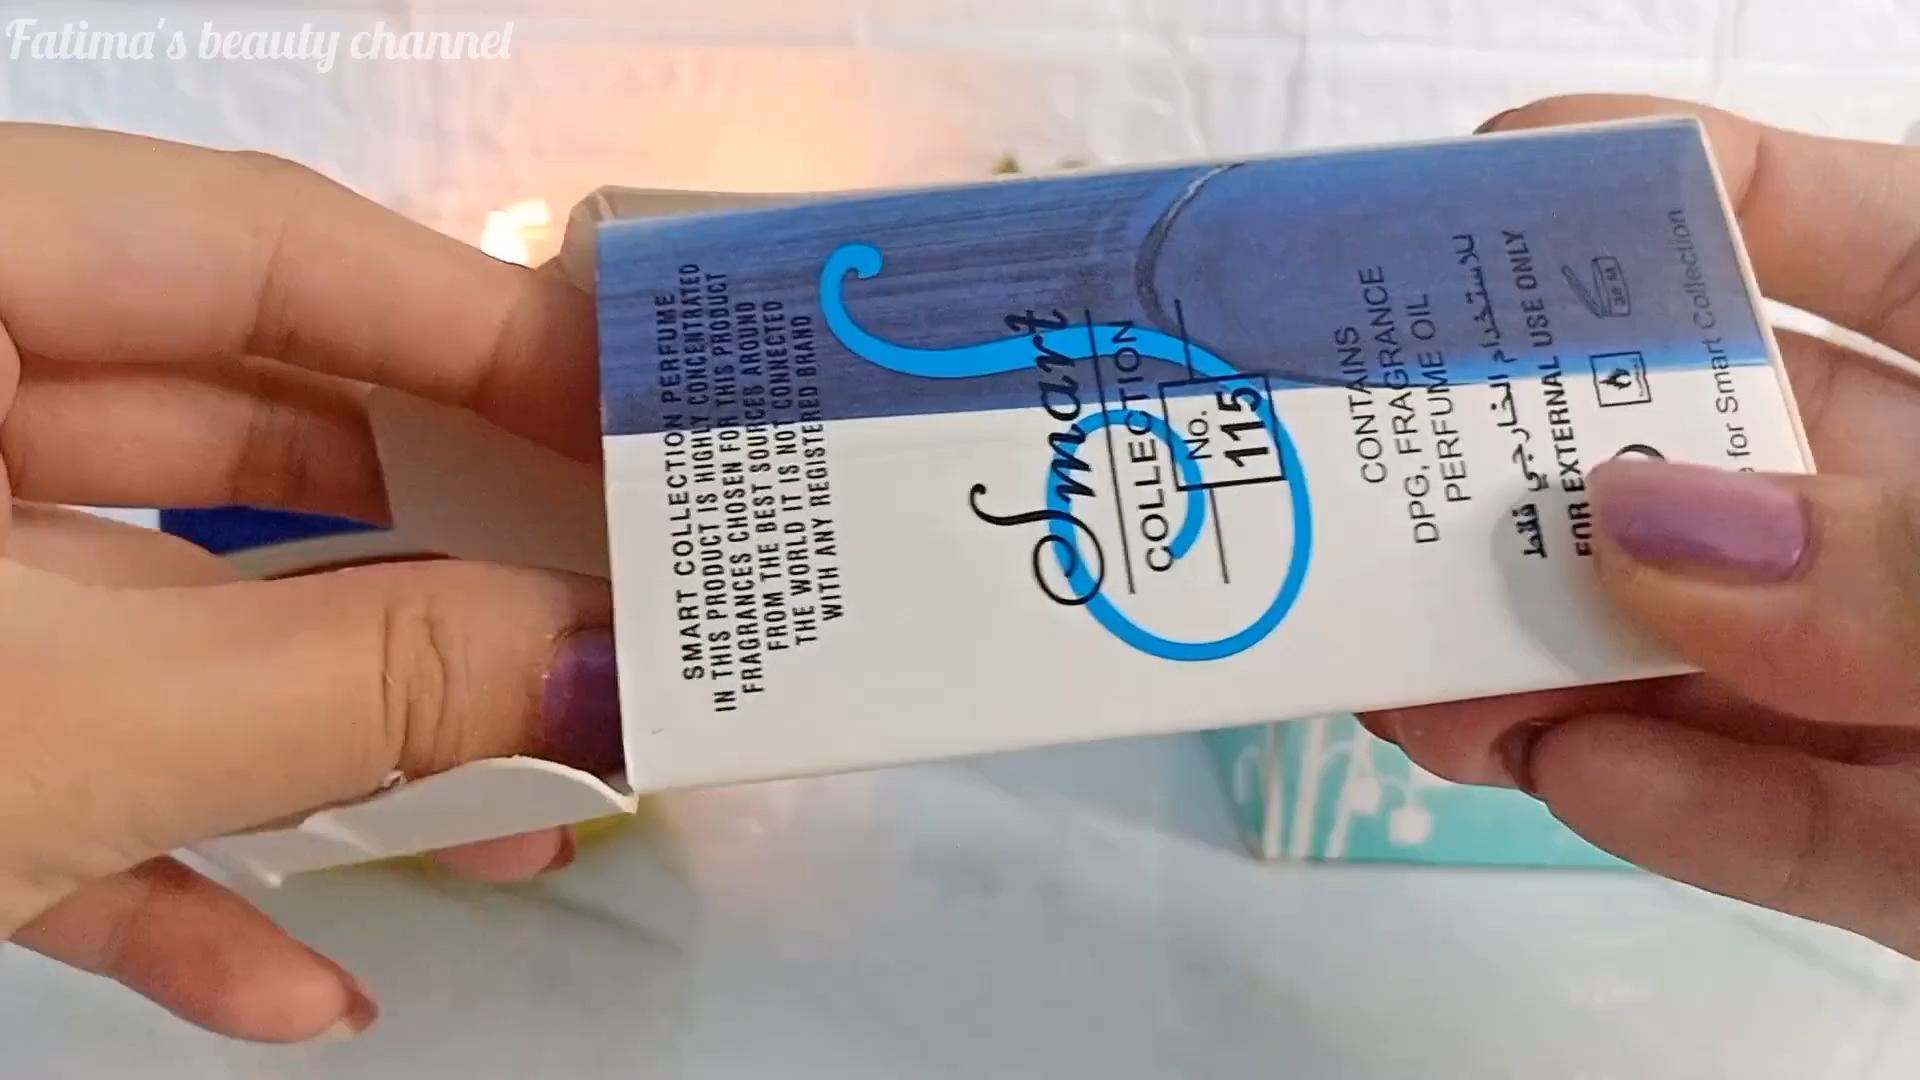 Fatima's beauty channel
SMART COLLECTION PERFUME
IN THIS PRODUCT IS HIGHLY CONCENTRATED
FRAGRANCES CHOSEN FOR THIS PRODUCT
FROM THE BEST SOURCES AROUND
THE WORLD IT IS NOT CONNECTED
WITH ANY REGISTERED BRAND
Smart
COLLECTION
No.
115
CONTAINS
DPG, FRAGRANCE
PERFUME OIL
للاستخدام الخارجي فقط
FOR EXTERNAL USE ONLY
36 M
for Smart Collection